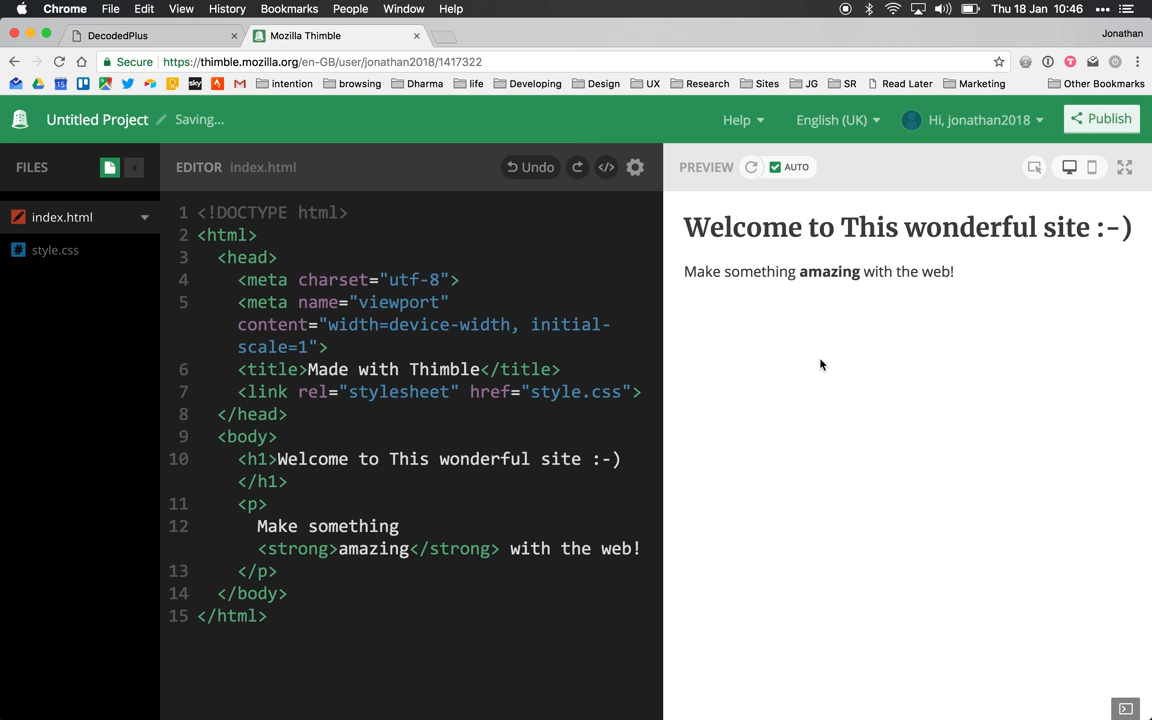 Chrome File Edit View History Bookmarks People Window Help Thu 18 Jan 10:46
DecodedPlus Mozilla Thimble Jonathan
Secure https://thimble.mozilla.org/en-GB/user/jonathan2018/1417322
15 sky intention browsing Dharma life Developing Design UX Research Sites JG SR Read Later Marketing Other Bookmarks
Untitled Project Saving... Help English (UK) Hi, jonathan2018 Publish
FILES EDITOR index.html Undo PREVIEW AUTO
index.html
style.css
1 <!DOCTYPE html>
2 <html>
3 <head>
4 <meta charset="utf-8">
5 <meta name="viewport"
content="width=device-width, initial-
scale=1">
6 <title>Made with Thimble</title>
7 <link rel="stylesheet" href="style.css">
8 </head>
9 <body>
10 <h1>Welcome to This wonderful site :-)
</h1>
11 <p>
12 Make something
<strong>amazing</strong> with the web!
13 </p>
14 </body>
15 </html>
Welcome to This wonderful site :-)
Make something amazing with the web!